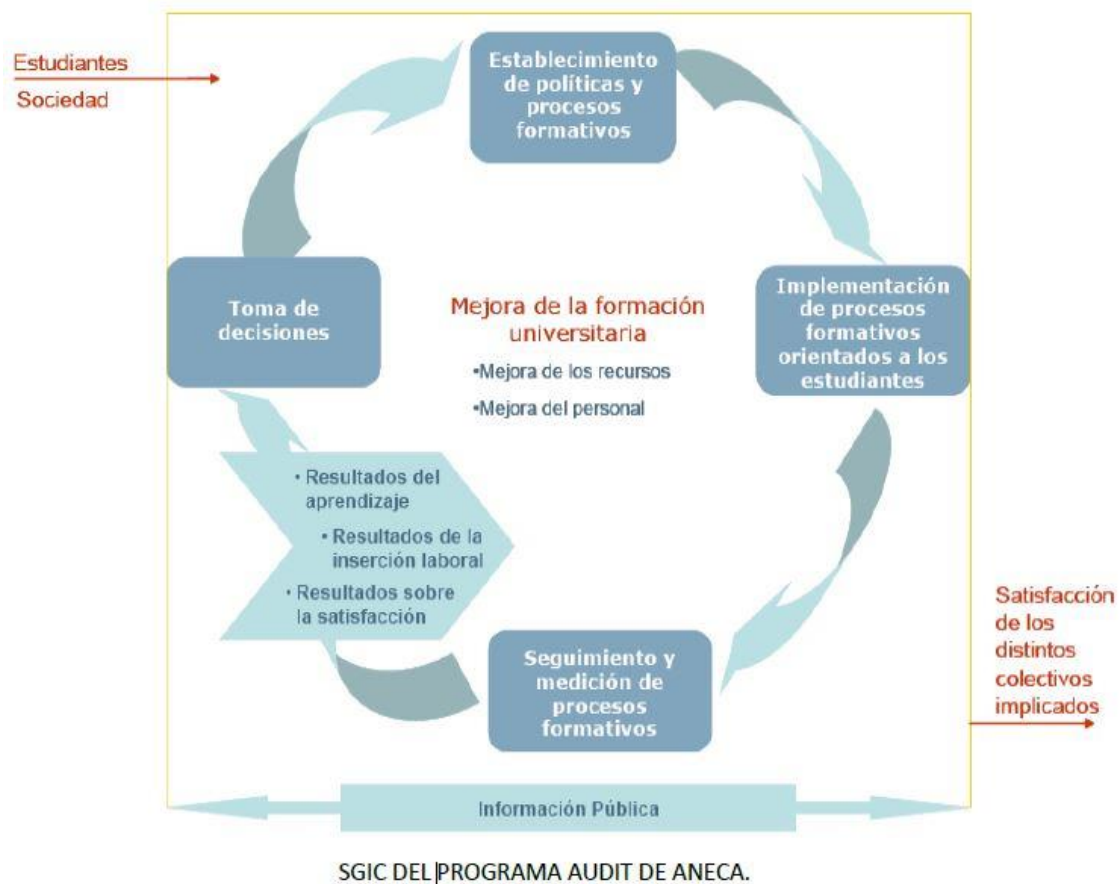 Estudiantes
Sociedad
Establecimiento
de políticas y
procesos
formativos
Toma de
decisiones
Mejora de la formación
universitaria
•Mejora de los recursos
•Mejora del personal
Implementación
de procesos
formativos
orientados a los
estudiantes
• Resultados del
aprendizaje
• Resultados de la
inserción laboral
• Resultados sobre
la satisfacción
Seguimiento y
medición de
procesos
formativos
Satisfacción
de los
distintos
colectivos
implicados
Información Pública
SGIC DEL PROGRAMA AUDIT DE ANECA.